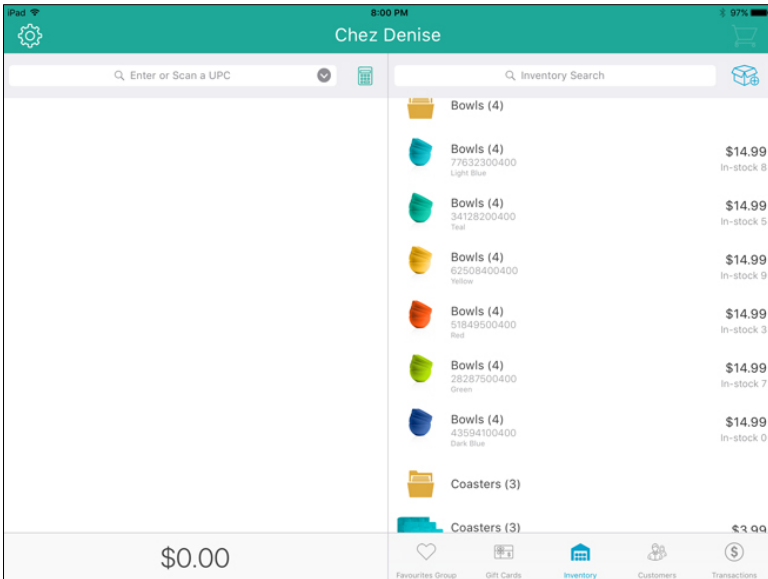 iPad
8:00 PM
97%
Chez Denise
Enter or Scan a UPC
Inventory Search
Bowls (4)
Bowls (4)
$14.99
77632300400
In-stock 8
Light Blue
Bowls (4)
$14.99
34128200400
In-stock 5
Teal
Bowls (4)
$14.99
62508400400
In-stock 9
Yellow
Bowls (4)
$14.99
51849500400
In-stock 3
Red
Bowls (4)
$14.99
28287500400
In-stock 7
Green
Bowls (4)
$14.99
43594100400
In-stock 0
Dark Blue
Coasters (3)
Coasters (3)
$3.99
$0.00
Favourites Group
Gift Cards
Inventory
Customers
Transactions